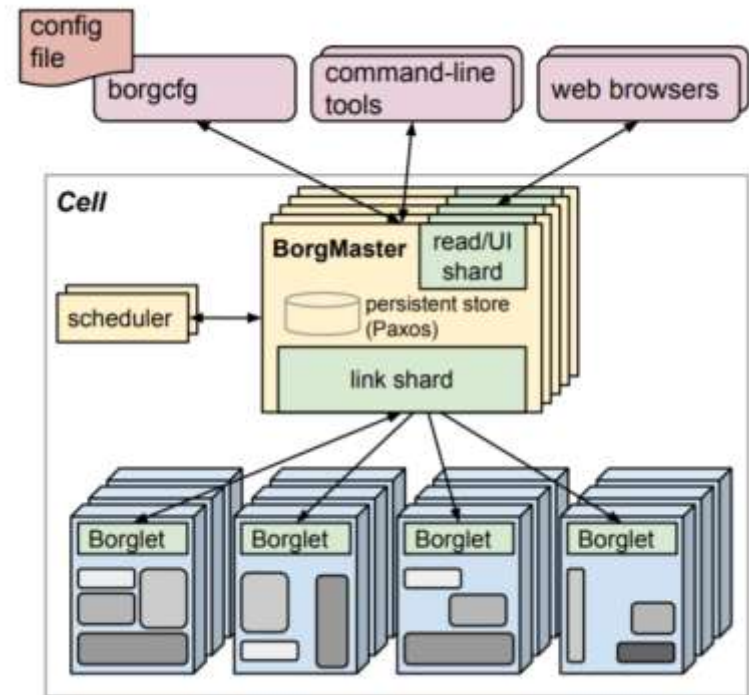 config
file
borgcfg
command-line
tools
web browsers
Cell
BorgMaster
read/UI
shard
persistent store
(Paxos)
scheduler
link shard
Borglet
Borglet
Borglet
Borglet